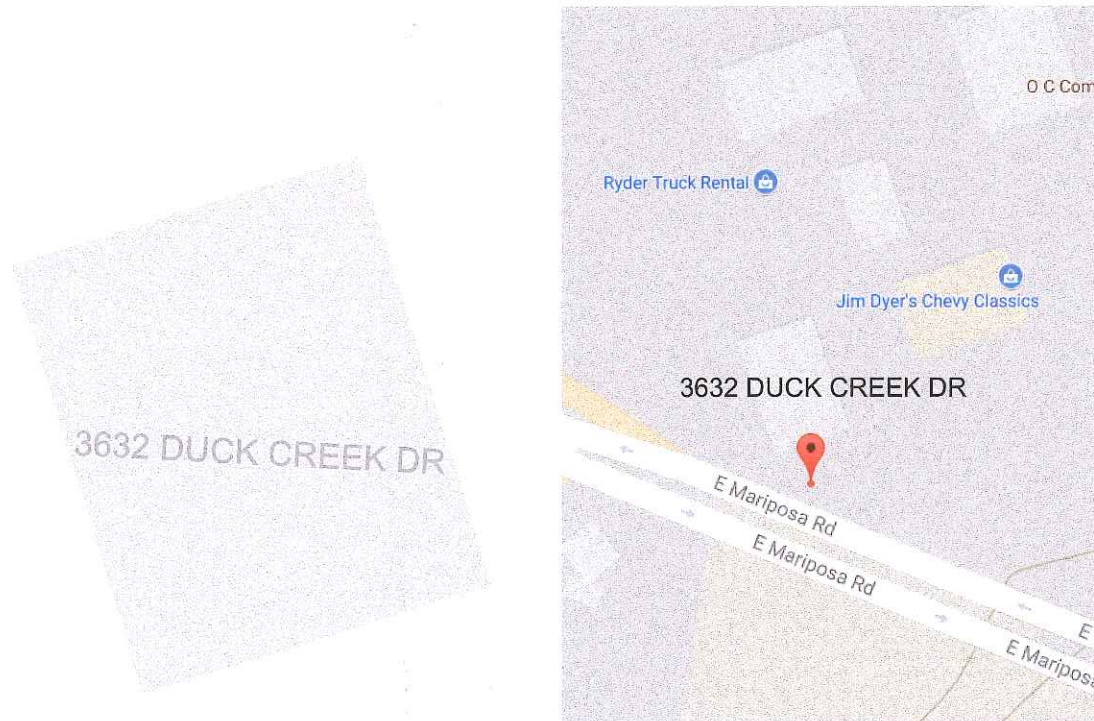 3632 DUCK CREEK DR
O C Com
Ryder Truck Rental
Jim Dyer's Chevy Classics
3632 DUCK CREEK DR
E Mariposa Rd
E Mariposa Rd
E
E Mariposa